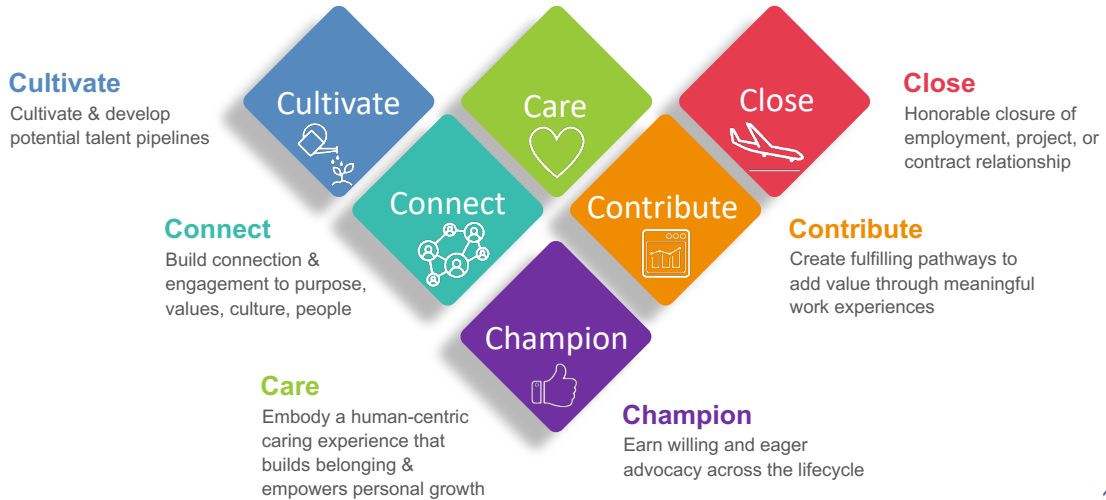 Cultivate
Care
Close
Connect
Contribute
Champion
Cultivate
Cultivate & develop
potential talent pipelines
Connect
Build connection &
engagement to purpose,
values, culture, people
Care
Embody a human-centric
caring experience that
builds belonging &
empowers personal growth
Champion
Earn willing and eager
advocacy across the lifecycle
Contribute
Create fulfilling pathways to
add value through meaningful
work experiences
Close
Honorable closure of
employment, project, or
contract relationship